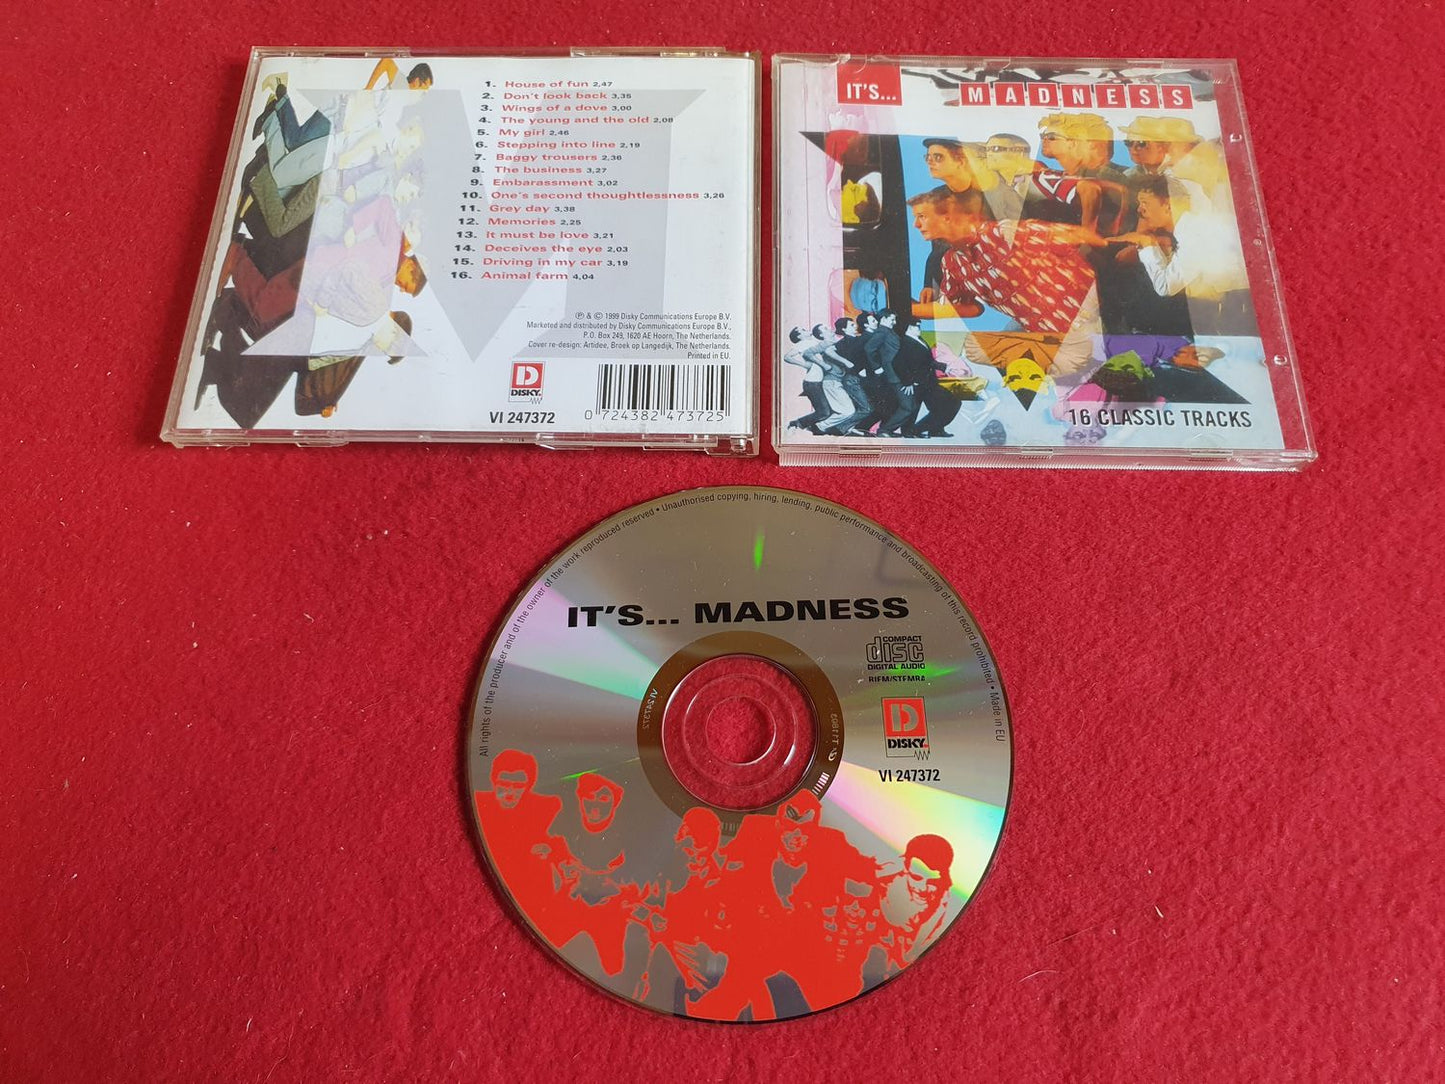 1. House of fun 2,47
2. Don't look back 3,35
3. Wings of a dove 3,00
4. The young and the old 2,08
5. My girl 2,46
6. Stepping into line 2,19
7. Baggy trousers 2,36
8. The business 3,27
9. Embarassment 3,02
10. One's second thoughtlessness 3,26
11. Grey day 3,38
12. Memories 2,25
13. It must be love 3,21
14. Deceives the eye 2,03
15. Driving in my car 3,19
16. Animal farm 4,04
℗ & © 1999 Disky Communications Europe B.V.
Marketed and distributed by Disky Communications Europe B.V.,
P.O. Box 249, 1620 AE Hoorn, The Netherlands.
Cover re-design: Artidee, Broek op Langedijk, The Netherlands.
Printed in EU.
D
DISKY.
VI 247372
0 724382 473725
IT'S... MADNESS
16 CLASSIC TRACKS
All rights of the producer and of the owner of the work reproduced reserved • Unauthorised copying, hiring, lending, public performance and broadcasting of this record prohibited • Made in EU
IT'S... MADNESS
COMPACT
disc
DIGITAL AUDIO
BIEM/STEMRA
D
DISKY.
VI 247372
VI 247372